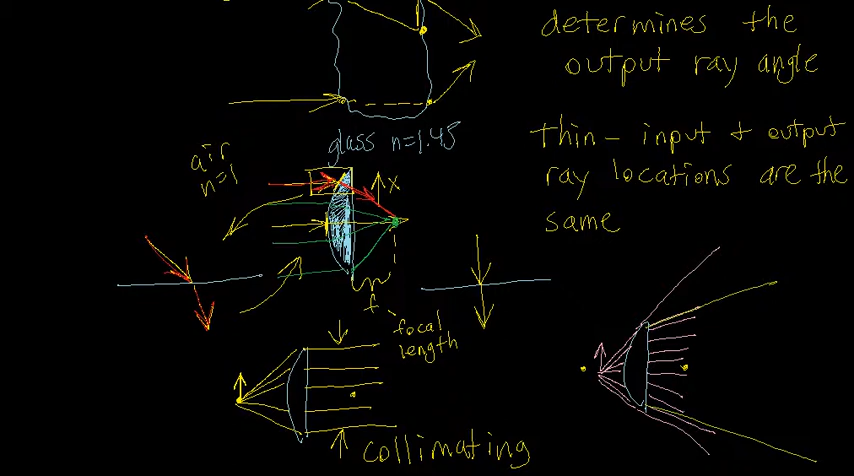 determines the
output ray angle
glass n=1.45
thin- input + output
ray locations are the
same
air
n=1
x
f
focal
length
collimating